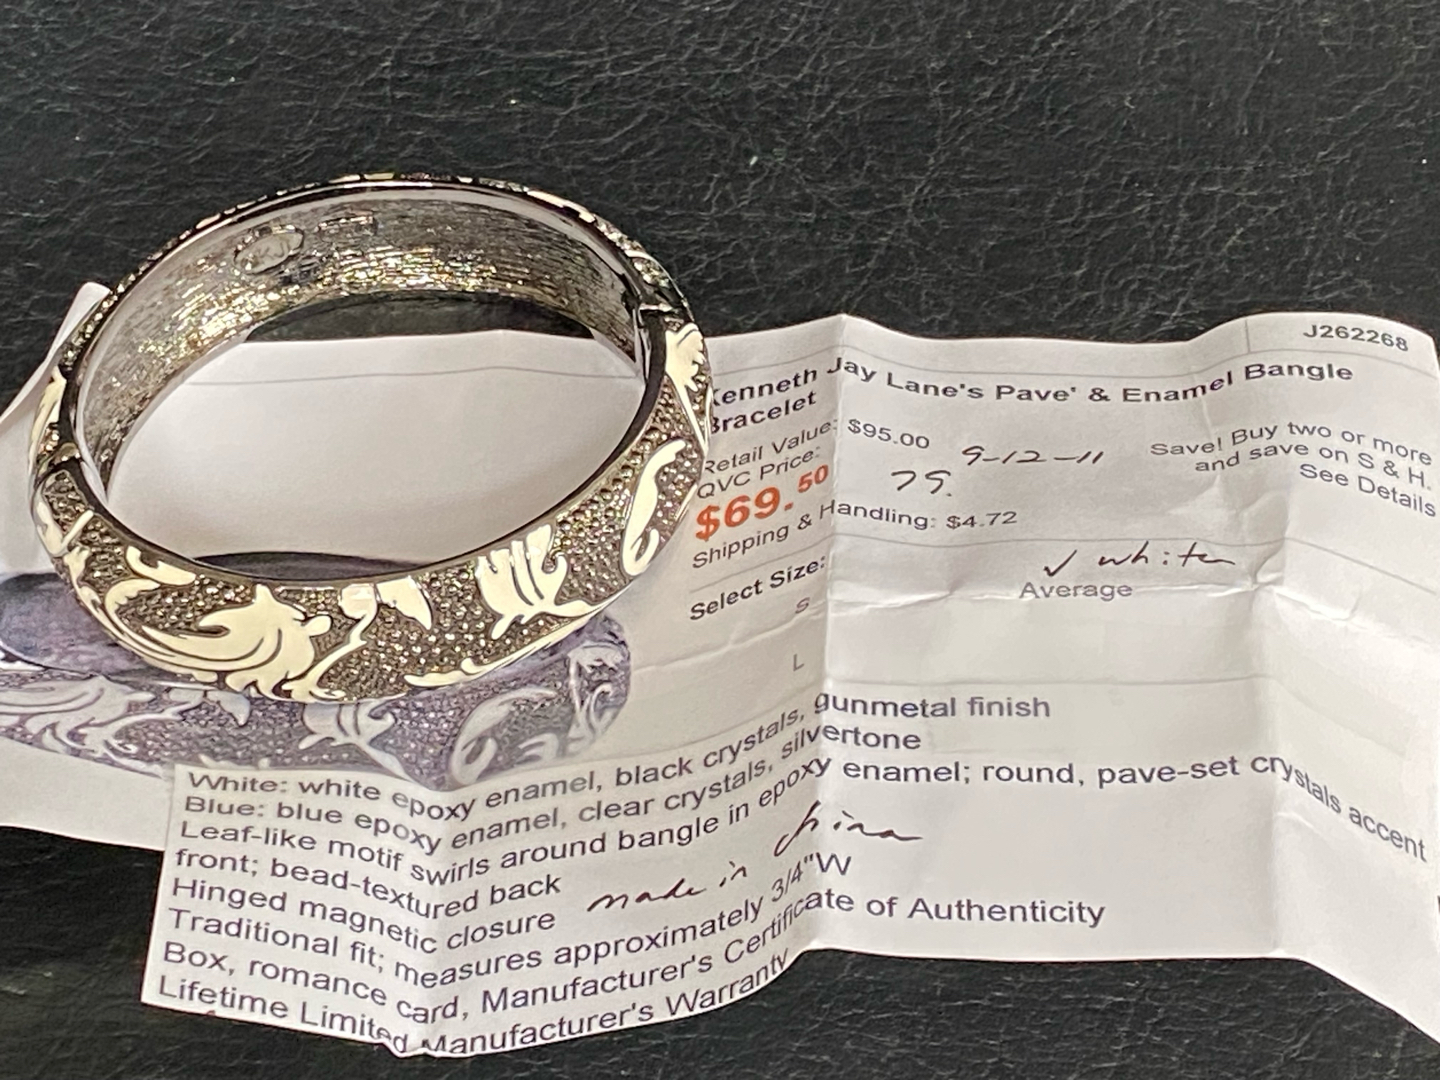 J262268
Kenneth Jay Lane's Pave' & Enamel Bangle
Bracelet
Retail Value: $95.00
QVC Price:
9-12-11
$69.50
79.
Save! Buy two or more
and save on S & H.
See Details
Shipping & Handling: $4.72
✓ white
Select Size: Average
S
L
White: white epoxy enamel, black crystals, gunmetal finish
Blue: blue epoxy enamel, clear crystals, silvertone
Leaf-like motif swirls around bangle in epoxy enamel; round, pave-set crystals accent
front; bead-textured back
Hinged magnetic closure
made in China
Traditional fit; measures approximately 3/4"W
Box, romance card, Manufacturer's Certificate of Authenticity
Lifetime Limited Manufacturer's Warranty